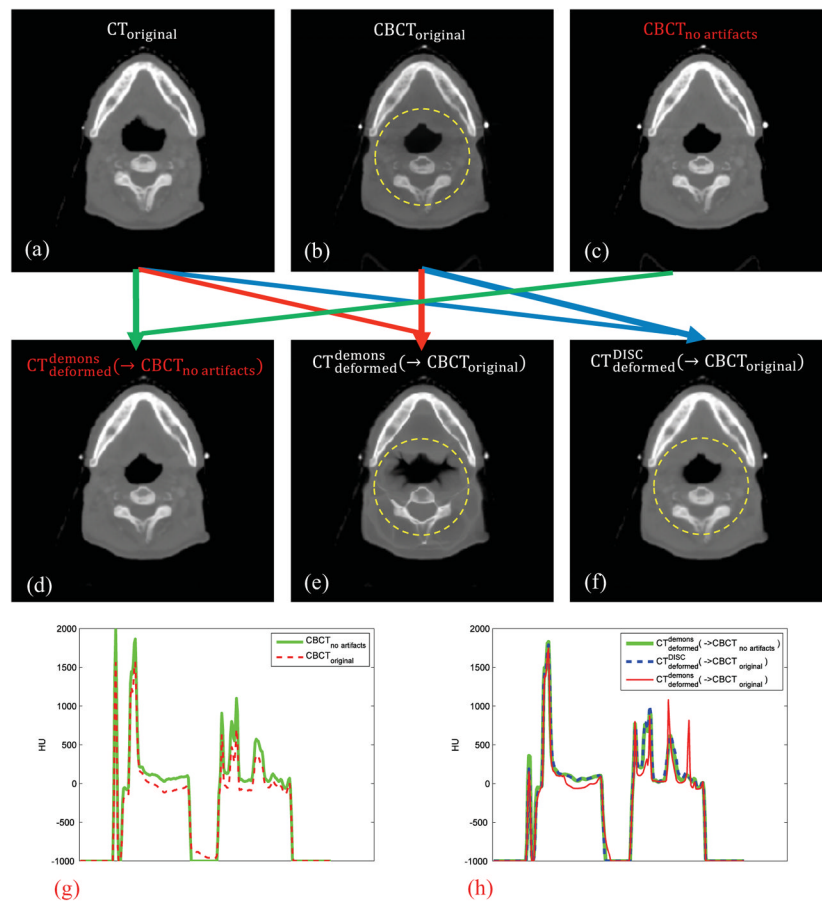 CT original
CBCT original
CBCT no artifacts
(a)
(b)
(c)
CT demons deformed (→ CBCT no artifacts)
CT demons deformed (→ CBCT original)
CT DISC deformed (→ CBCT original)
(d)
(e)
(f)
2000
1500
1000
500
0
-500
-1000
HU
CBCT no artifacts
CBCT original
(g)
2000
1500
1000
500
0
-500
-1000
HU
CT demons deformed (->CBCT no artifacts)
CT DISC deformed (->CBCT original)
CT demons deformed (->CBCT original)
(h)